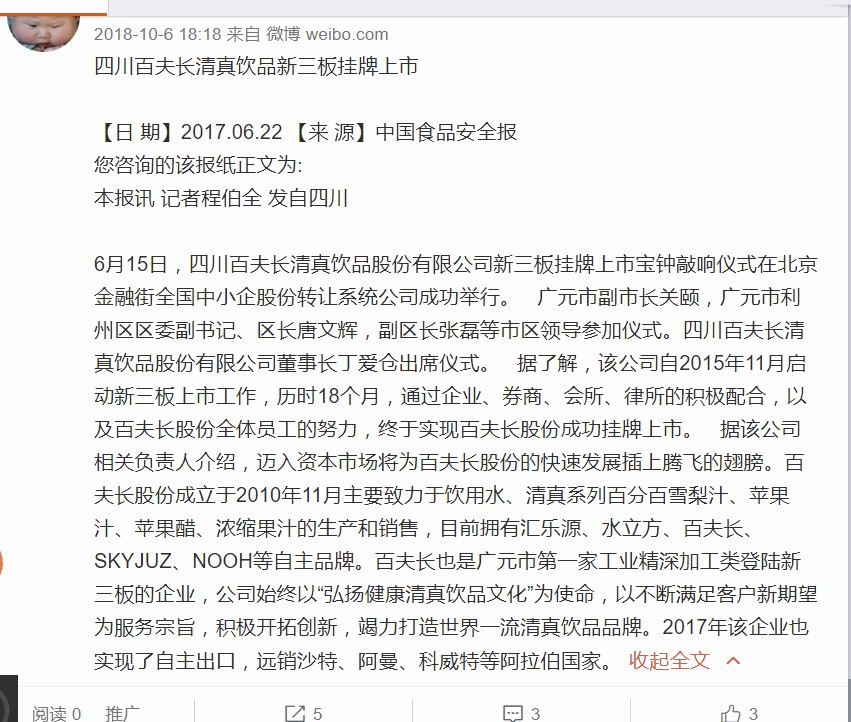 2018-10-6 18:18 来自 微博 weibo.com
四川百夫长清真饮品新三板挂牌上市
【日 期】2017.06.22 【来 源】中国食品安全报
您咨询的该报纸正文为:
本报讯 记者程伯全 发自四川
6月15日，四川百夫长清真饮品股份有限公司新三板挂牌上市宝钟敲响仪式在北京
金融街全国中小企股份转让系统公司成功举行。 广元市副市长关颐，广元市利
州区区委副书记、区长唐文辉，副区长张磊等市区领导参加仪式。四川百夫长清
真饮品股份有限公司董事长丁爱仓出席仪式。 据了解，该公司自2015年11月启
动新三板上市工作，历时18个月，通过企业、券商、会所、律所的积极配合，以
及百夫长股份全体员工的努力，终于实现百夫长股份成功挂牌上市。 据该公司
相关负责人介绍，迈入资本市场将为百夫长股份的快速发展插上腾飞的翅膀。百
夫长股份成立于2010年11月主要致力于饮用水、清真系列百分百雪梨汁、苹果
汁、苹果醋、浓缩果汁的生产和销售，目前拥有汇乐源、水立方、百夫长、
SKYJUZ、NOOH等自主品牌。百夫长也是广元市第一家工业精深加工类登陆新
三板的企业，公司始终以“弘扬健康清真饮品文化”为使命，以不断满足客户新期望
为服务宗旨，积极开拓创新，竭力打造世界一流清真饮品品牌。2017年该企业也
实现了自主出口，远销沙特、阿曼、科威特等阿拉伯国家。 收起全文
阅读 0 推广 5 3 3